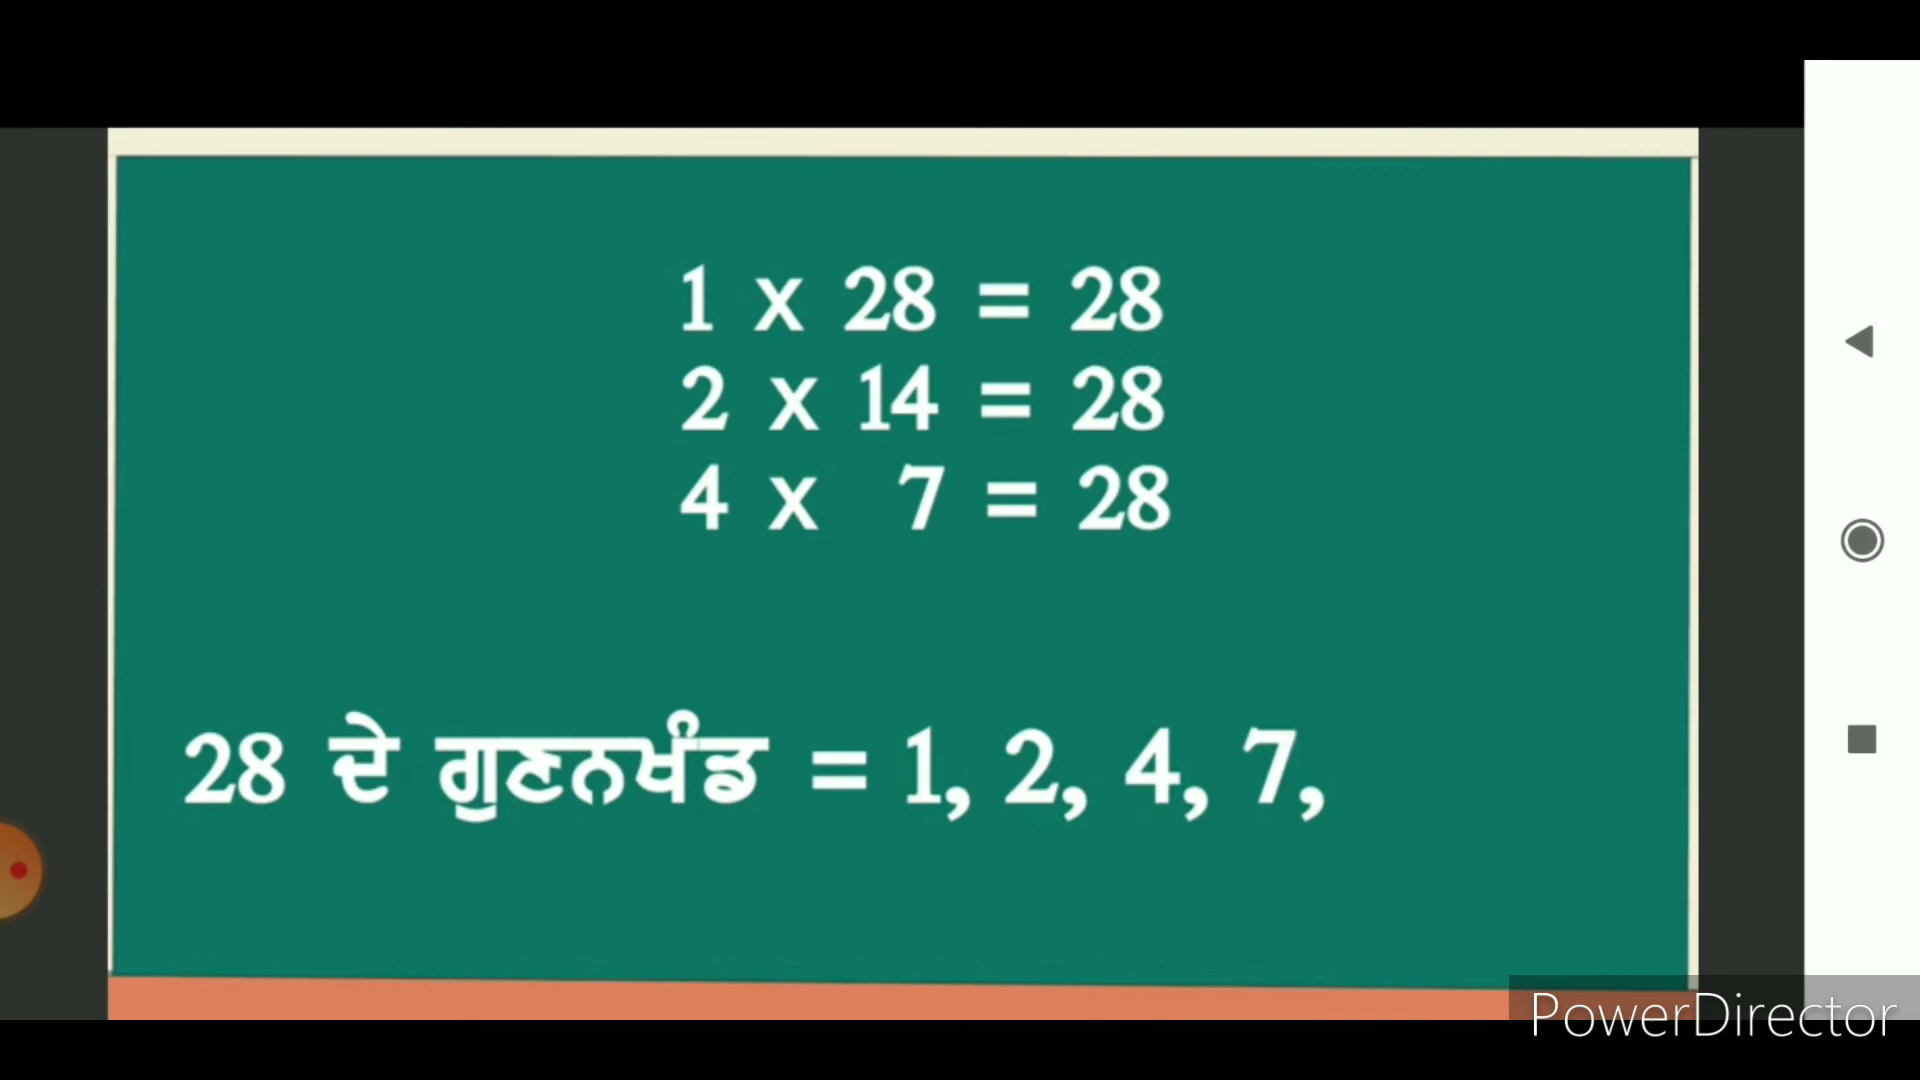 1 x 28 = 28
2 x 14 = 28
4 x 7 = 28
28 ਦੇ ਗੁਣਨਖੰਡ = 1, 2, 4, 7,
PowerDirector